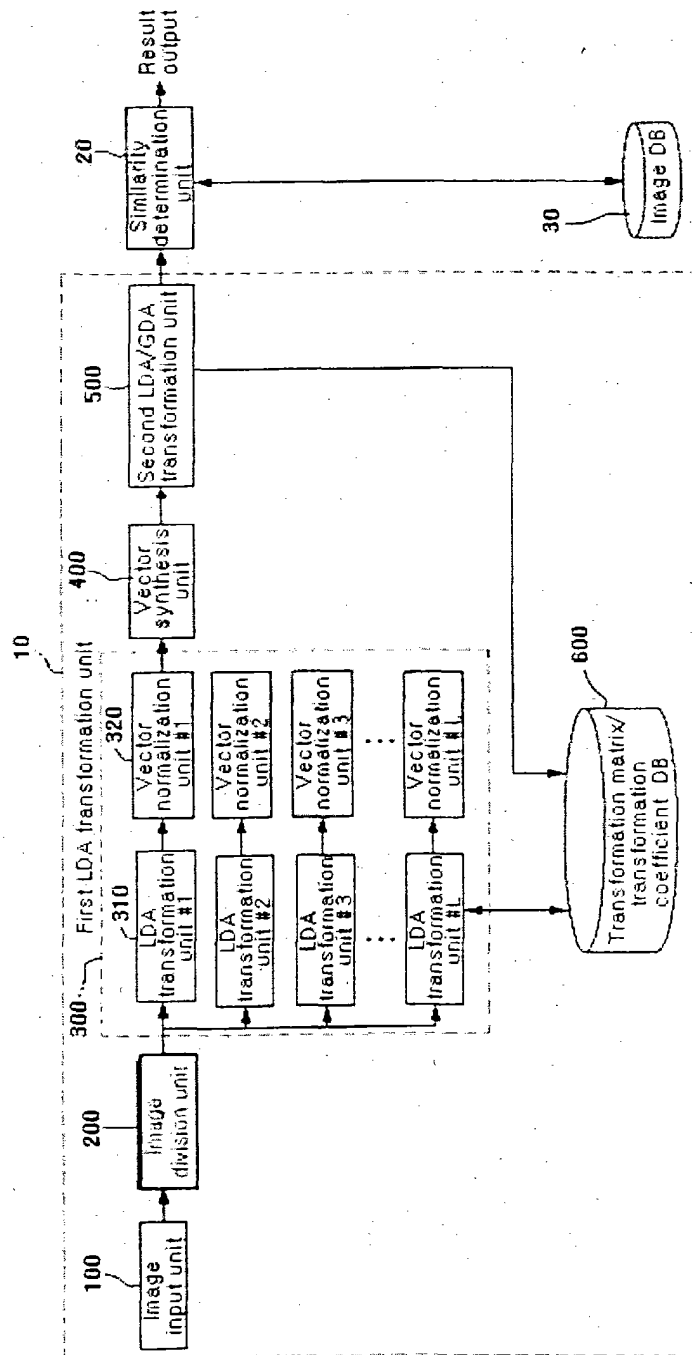 10
100
Image
input unit
200
Image
division unit
300
First LDA transformation unit
310
LDA
transformation
unit #1
LDA
transformation
unit #2
LDA
transformation
unit #3
...
LDA
transformation
unit #L
320
Vector
normalization
unit #1
Vector
normalization
unit #2
Vector
normalization
unit #3
...
Vector
normalization
unit #L
400
Vector
synthesis
unit
500
Second LDA/GDA
transformation unit
20
Similarity
determination
unit
Result
output
600
Transformation matrix/
transformation
coefficient DB
30
Image DB